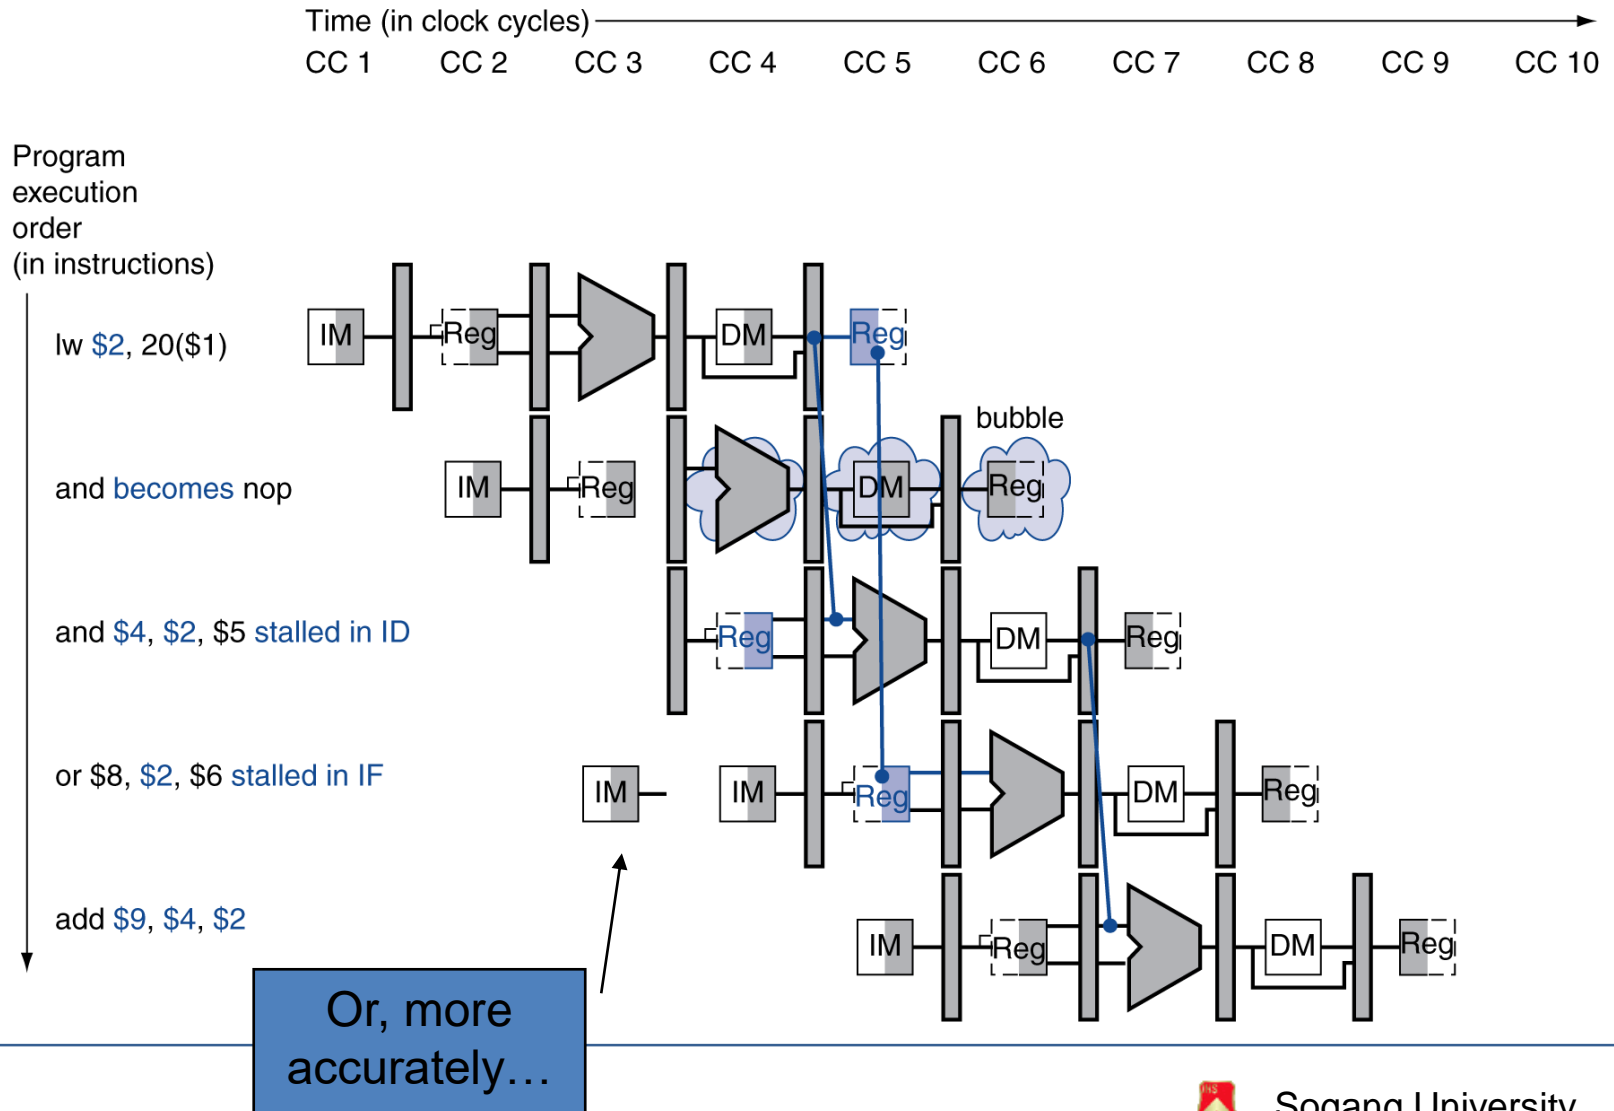 Time (in clock cycles)
CC 1 CC 2 CC 3 CC 4 CC 5 CC 6 CC 7 CC 8 CC 9 CC 10
Program
execution
order
(in instructions)
lw $2, 20($1)
IM Reg DM Reg
bubble
and becomes nop
IM Reg DM Reg
and $4, $2, $5 stalled in ID
Reg DM Reg
or $8, $2, $6 stalled in IF
IM IM Reg DM Reg
add $9, $4, $2
IM Reg DM Reg
Or, more
accurately…
Sogang University